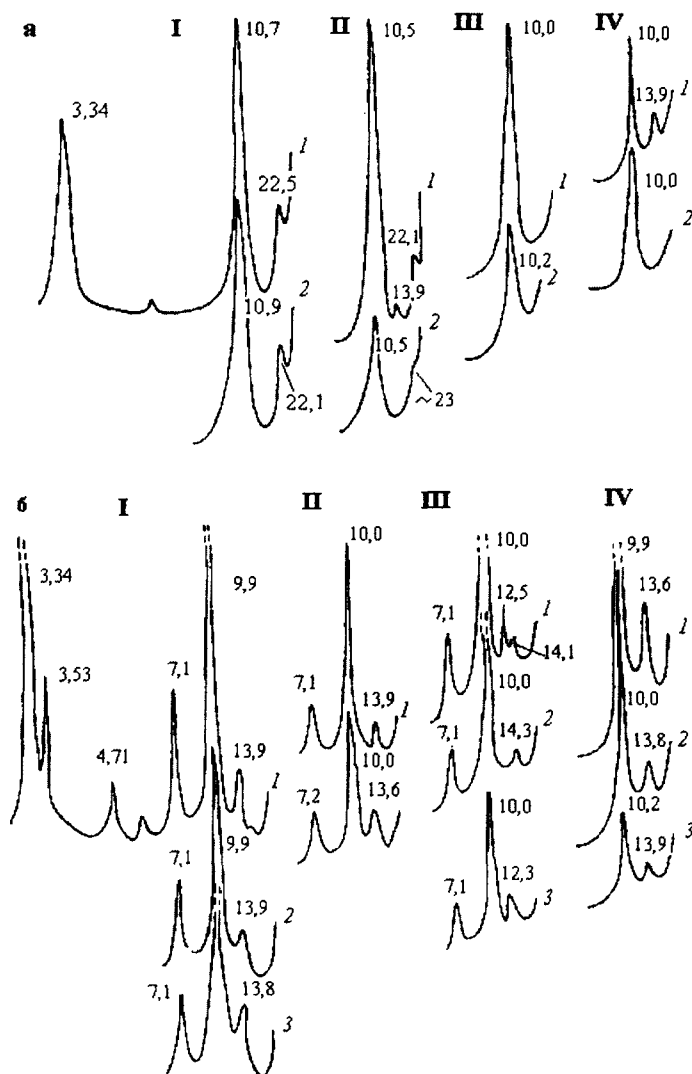 а I II III IV
10,7 10,5 10,0 10,0
3,34 13,9 1
10,0
1 1 1
22,5 22,1 10,2 2 2
2 13,9 2
10,9 10,5
22,1 ~23
б I II III IV
10,0 10,0 9,9
3,34 9,9 12,5 13,6
7,1 1 14,1 1
3,53 7,1 7,1 10,0 10,0
4,71 13,9 1 13,9 1 7,1 14,3 2 13,8 2
10,0
7,2 13,6 2 10,0 10,2
7,1 9,9 12,3 13,9 3
13,9 2 7,1 3
7,1 13,8
3